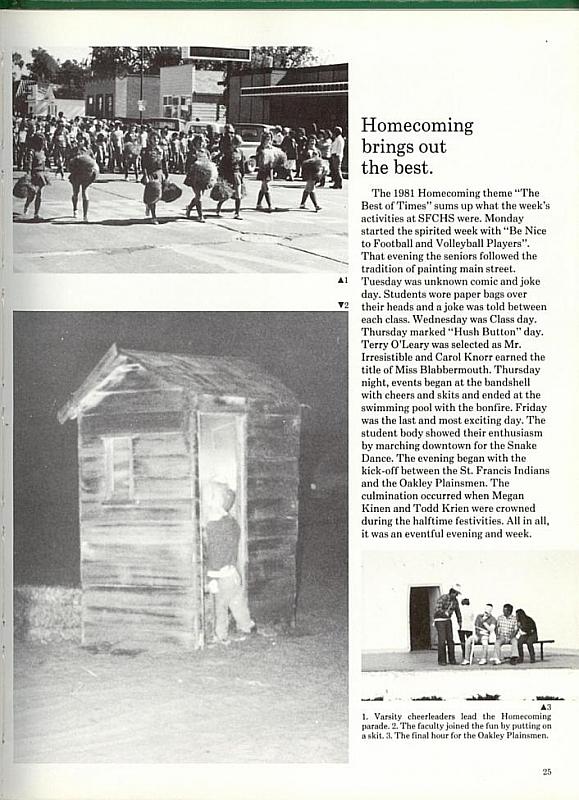 ▲1
▼2
Homecoming
brings out
the best.
The 1981 Homecoming theme "The
Best of Times" sums up what the week's
activities at SFCHS were. Monday
started the spirited week with "Be Nice
to Football and Volleyball Players".
That evening the seniors followed the
tradition of painting main street.
Tuesday was unknown comic and joke
day. Students wore paper bags over
their heads and a joke was told between
each class. Wednesday was Class day.
Thursday marked "Hush Button" day.
Terry O'Leary was selected as Mr.
Irresistible and Carol Knorr earned the
title of Miss Blabbermouth. Thursday
night, events began at the bandshell
with cheers and skits and ended at the
swimming pool with the bonfire. Friday
was the last and most exciting day. The
student body showed their enthusiasm
by marching downtown for the Snake
Dance. The evening began with the
kick-off between the St. Francis Indians
and the Oakley Plainsmen. The
culmination occurred when Megan
Kinen and Todd Krien were crowned
during the halftime festivities. All in all,
it was an eventful evening and week.
▲3
1. Varsity cheerleaders lead the Homecoming
parade. 2. The faculty joined the fun by putting on
a skit. 3. The final hour for the Oakley Plainsmen.
25